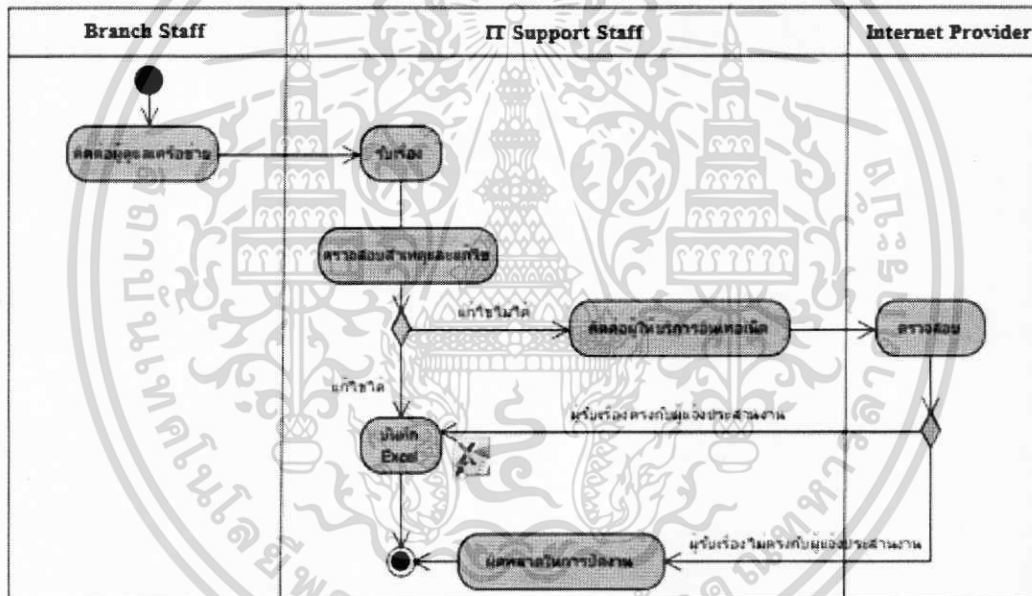 Branch Staff
IT Support Staff
Internet Provider
ติดต่อผู้ดูแลเครือข่าย
รับเรื่อง
ตรวจสอบสาเหตุและแก้ไข
แก้ไขไม่ได้
ติดต่อผู้ให้บริการอินเทอเน็ต
ตรวจสอบ
แก้ไขได้
ผู้รับเรื่องตรงกับผู้แจ้งประสานงาน
บันทึก
Excel
ผู้รับเรื่องไม่ตรงกับผู้แจ้งประสานงาน
ผิดพลาดในการปิดงาน